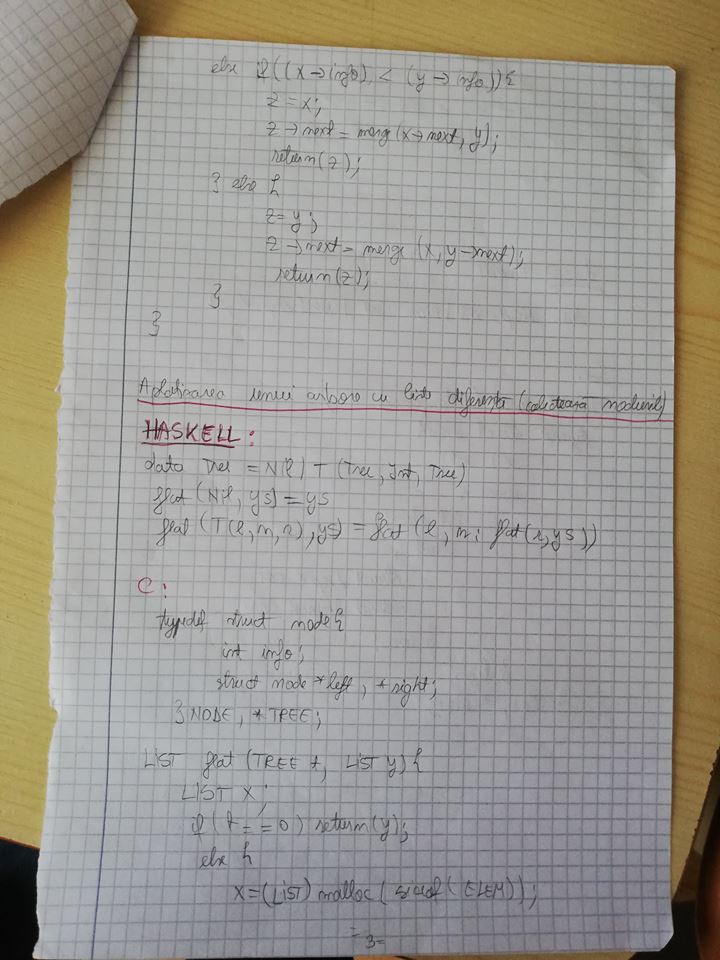 else if((x→info) < (y→info)){
z=x;
z→next=merge(x→next, y);
return(z);
} else {
z=y;
z→next=merge(x, y→next);
return(z);
}
}
Aplatizarea unui arbore cu liste diferență (colectează nodurile)
HASKELL:
data Tree = Nil | T (Tree, Int, Tree)
flat (Nil, ys) = ys
flat (T(l,n,r),ys) = flat (l, n: flat(r,ys))
C:
typedef struct node{
int info;
struct node *left, *right;
}NODE, *TREE;
LIST flat (TREE t, LIST y){
LIST x;
if(t==0) return(y);
else {
x=(LIST) malloc(sizeof(ELEM));
-3-